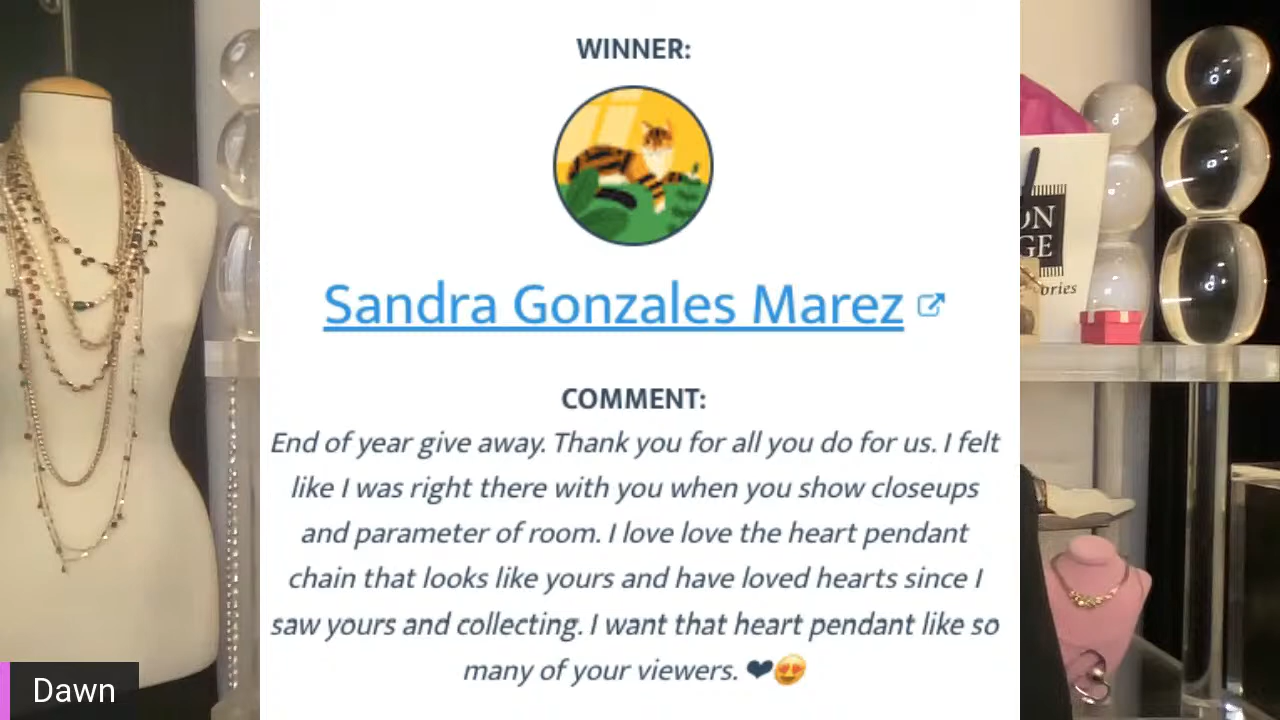 WINNER:
Sandra Gonzales Marez
COMMENT:
End of year give away. Thank you for all you do for us. I felt
like I was right there with you when you show closeups
and parameter of room. I love love the heart pendant
chain that looks like yours and have loved hearts since I
saw yours and collecting. I want that heart pendant like so
many of your viewers. 🖤😍
ON
GE
ories
Dawn